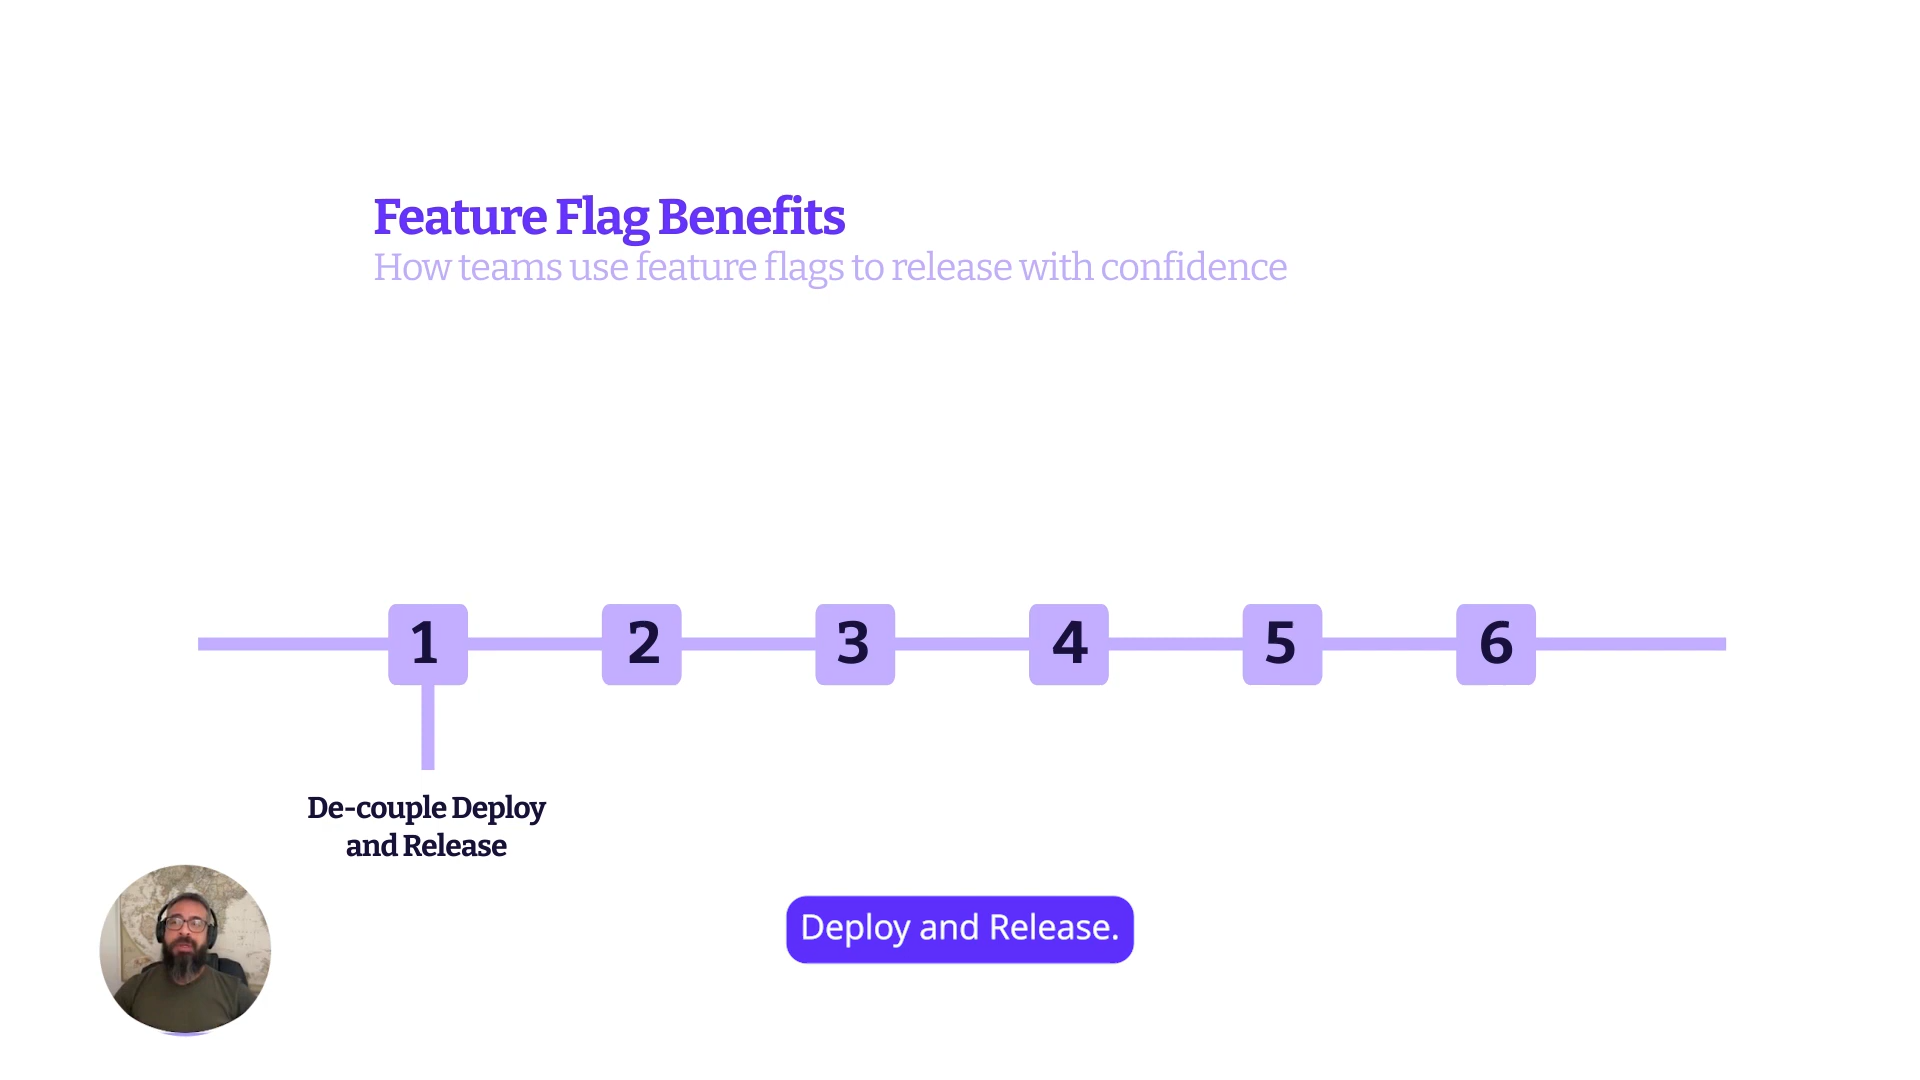 Feature Flag Benefits
How teams use feature flags to release with confidence
1 2 3 4 5 6
De-couple Deploy
and Release
Deploy and Release.